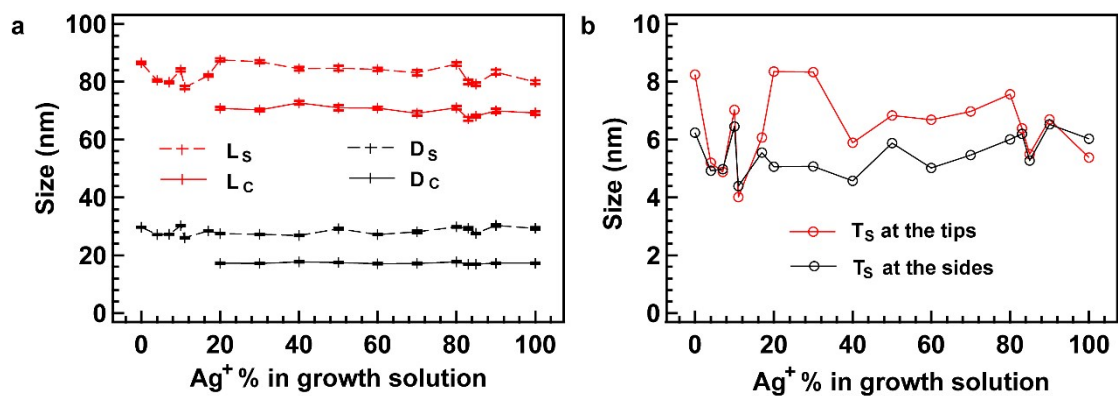 a
100
80
60
40
20
0
Size (nm)
L S
L C
D S
D C
0 20 40 60 80 100
Ag+ % in growth solution
b
10
8
6
4
2
0
Size (nm)
T S at the tips
T S at the sides
0 20 40 60 80 100
Ag+ % in growth solution